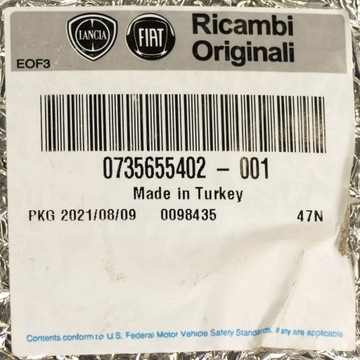 LANCIA FIAT Ricambi
Originali
EOF3
0735655402 - 001
Made in Turkey
PKG 2021/08/09 0098435 47N
Contents conform to U.S. Federal Motor Vehicle Safety Standards, if any are applicable